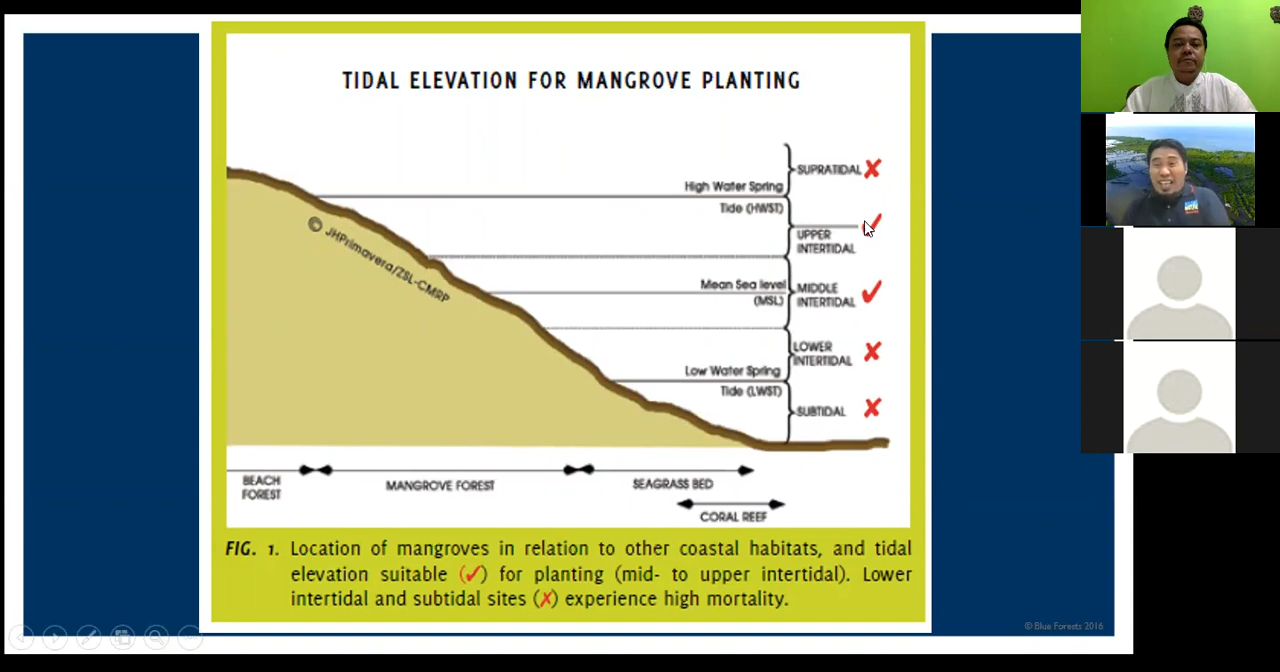 TIDAL ELEVATION FOR MANGROVE PLANTING
SUPRATIDAL ✗
High Water Spring
Tide (HWST)
UPPER ✓
INTERTIDAL
© JHPrimavera/ZSL-CMRP
Mean Sea level
(MSL)
MIDDLE ✓
INTERTIDAL
LOWER ✗
INTERTIDAL
Low Water Spring
Tide (LWST)
SUBTIDAL ✗
BEACH
FOREST
MANGROVE FOREST
SEAGRASS BED
CORAL REEF
FIG. 1. Location of mangroves in relation to other coastal habitats, and tidal
elevation suitable (✓) for planting (mid- to upper intertidal). Lower
intertidal and subtidal sites (✗) experience high mortality.
© Blue Forests 2016